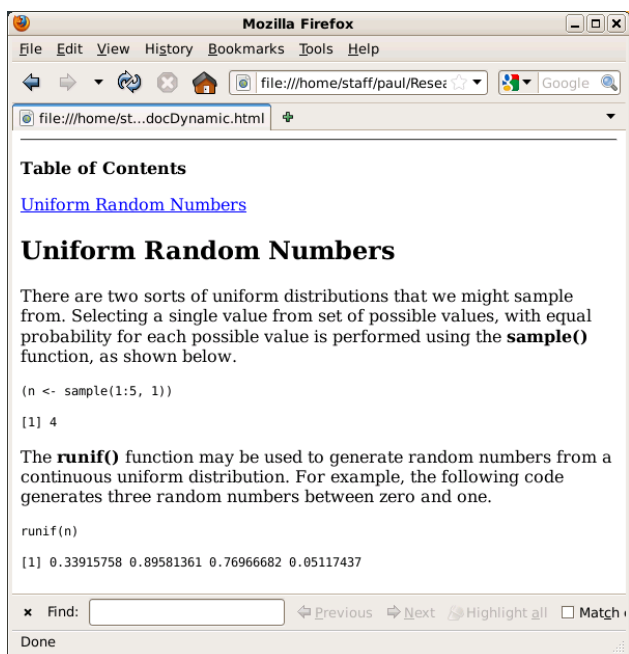 Mozilla Firefox
File Edit View History Bookmarks Tools Help
file:///home/staff/paul/Resea Google
file:///home/st...docDynamic.html
Table of Contents
Uniform Random Numbers
Uniform Random Numbers
There are two sorts of uniform distributions that we might sample
from. Selecting a single value from set of possible values, with equal
probability for each possible value is performed using the sample()
function, as shown below.
(n <- sample(1:5, 1))
[1] 4
The runif() function may be used to generate random numbers from a
continuous uniform distribution. For example, the following code
generates three random numbers between zero and one.
runif(n)
[1] 0.33915758 0.89581361 0.76966682 0.05117437
Find: Previous Next Highlight all Match
Done